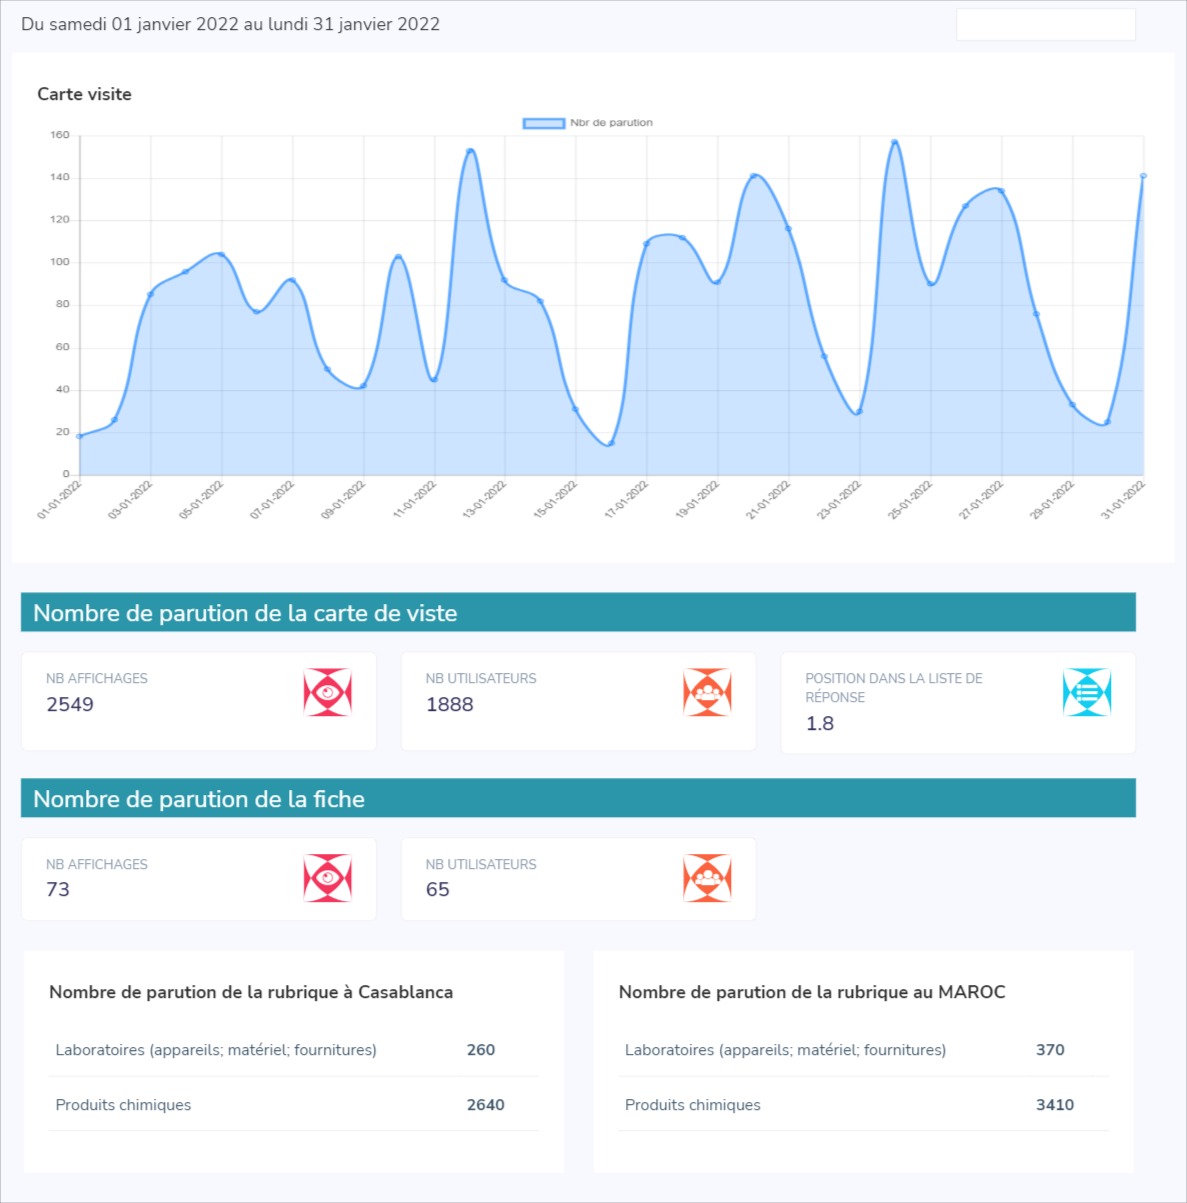 Du samedi 01 janvier 2022 au lundi 31 janvier 2022
Carte visite
Nbr de parution
160
140
120
100
80
60
40
20
0
01-01-2022
03-01-2022
05-01-2022
07-01-2022
09-01-2022
11-01-2022
13-01-2022
15-01-2022
17-01-2022
19-01-2022
21-01-2022
23-01-2022
25-01-2022
27-01-2022
29-01-2022
31-01-2022
Nombre de parution de la carte de viste
NB AFFICHAGES
2549
NB UTILISATEURS
1888
POSITION DANS LA LISTE DE
RÉPONSE
1.8
Nombre de parution de la fiche
NB AFFICHAGES
73
NB UTILISATEURS
65
Nombre de parution de la rubrique à Casablanca
Laboratoires (appareils; matériel; fournitures) 260
Produits chimiques 2640
Nombre de parution de la rubrique au MAROC
Laboratoires (appareils; matériel; fournitures) 370
Produits chimiques 3410